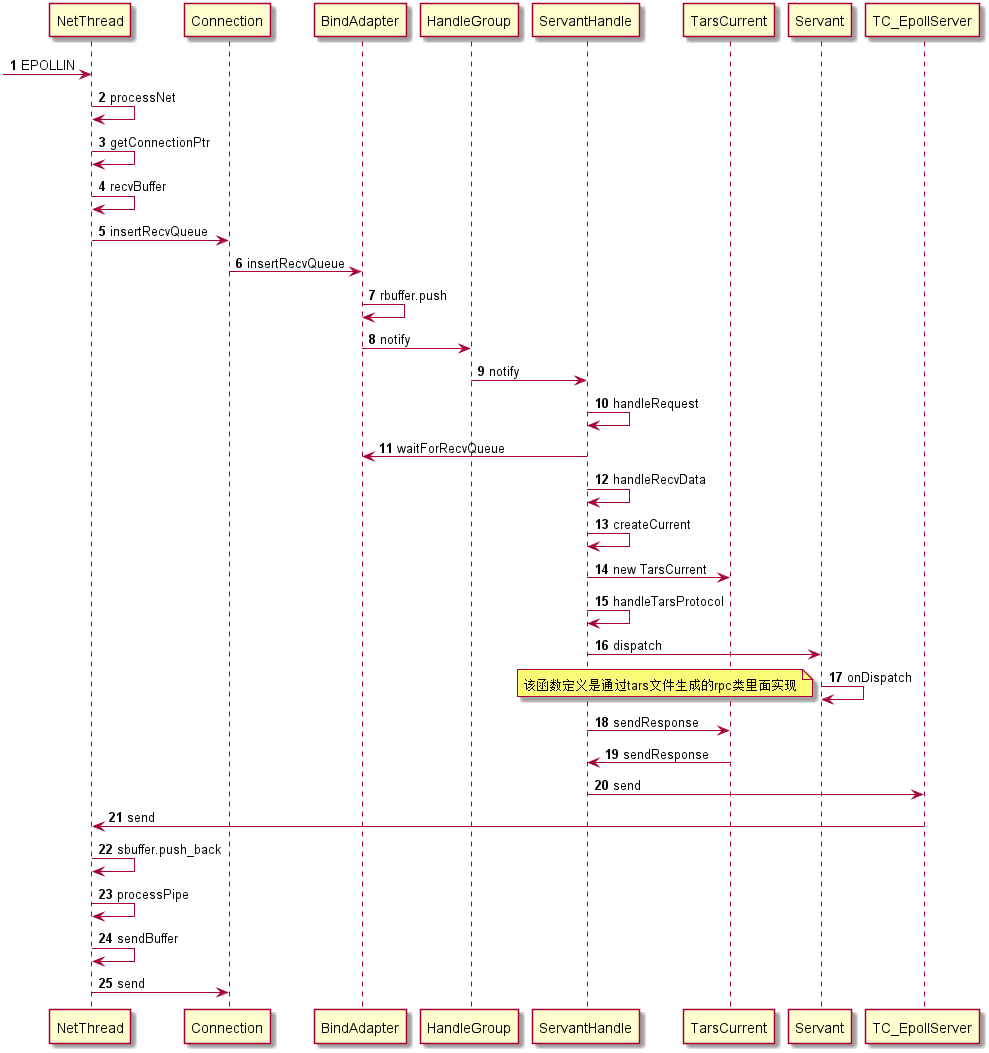 NetThread Connection BindAdapter HandleGroup ServantHandle TarsCurrent Servant TC_EpollServer
1 EPOLLIN
2 processNet
3 getConnectionPtr
4 recvBuffer
5 insertRecvQueue
6 insertRecvQueue
7 rbuffer.push
8 notify
9 notify
10 handleRequest
11 waitForRecvQueue
12 handleRecvData
13 createCurrent
14 new TarsCurrent
15 handleTarsProtocol
16 dispatch
该函数定义是通过tars文件生成的rpc类里面实现
17 onDispatch
18 sendResponse
19 sendResponse
20 send
21 send
22 sbuffer.push_back
23 processPipe
24 sendBuffer
25 send
NetThread Connection BindAdapter HandleGroup ServantHandle TarsCurrent Servant TC_EpollServer